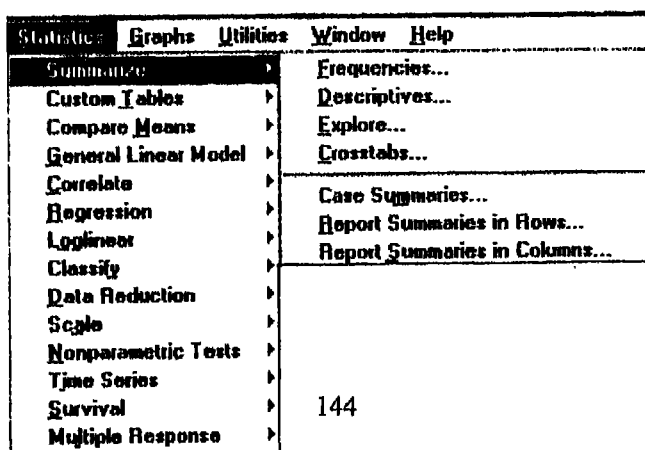 Statistics Graphs Utilities Window Help
Summarize
Custom Tables
Compare Means
General Linear Model
Correlate
Regression
Loglinear
Classify
Data Reduction
Scale
Nonparametric Tests
Time Series
Survival
Multiple Response
Frequencies...
Descriptives...
Explore...
Crosstabs...
Case Summaries...
Report Summaries in Rows...
Report Summaries in Columns...
144